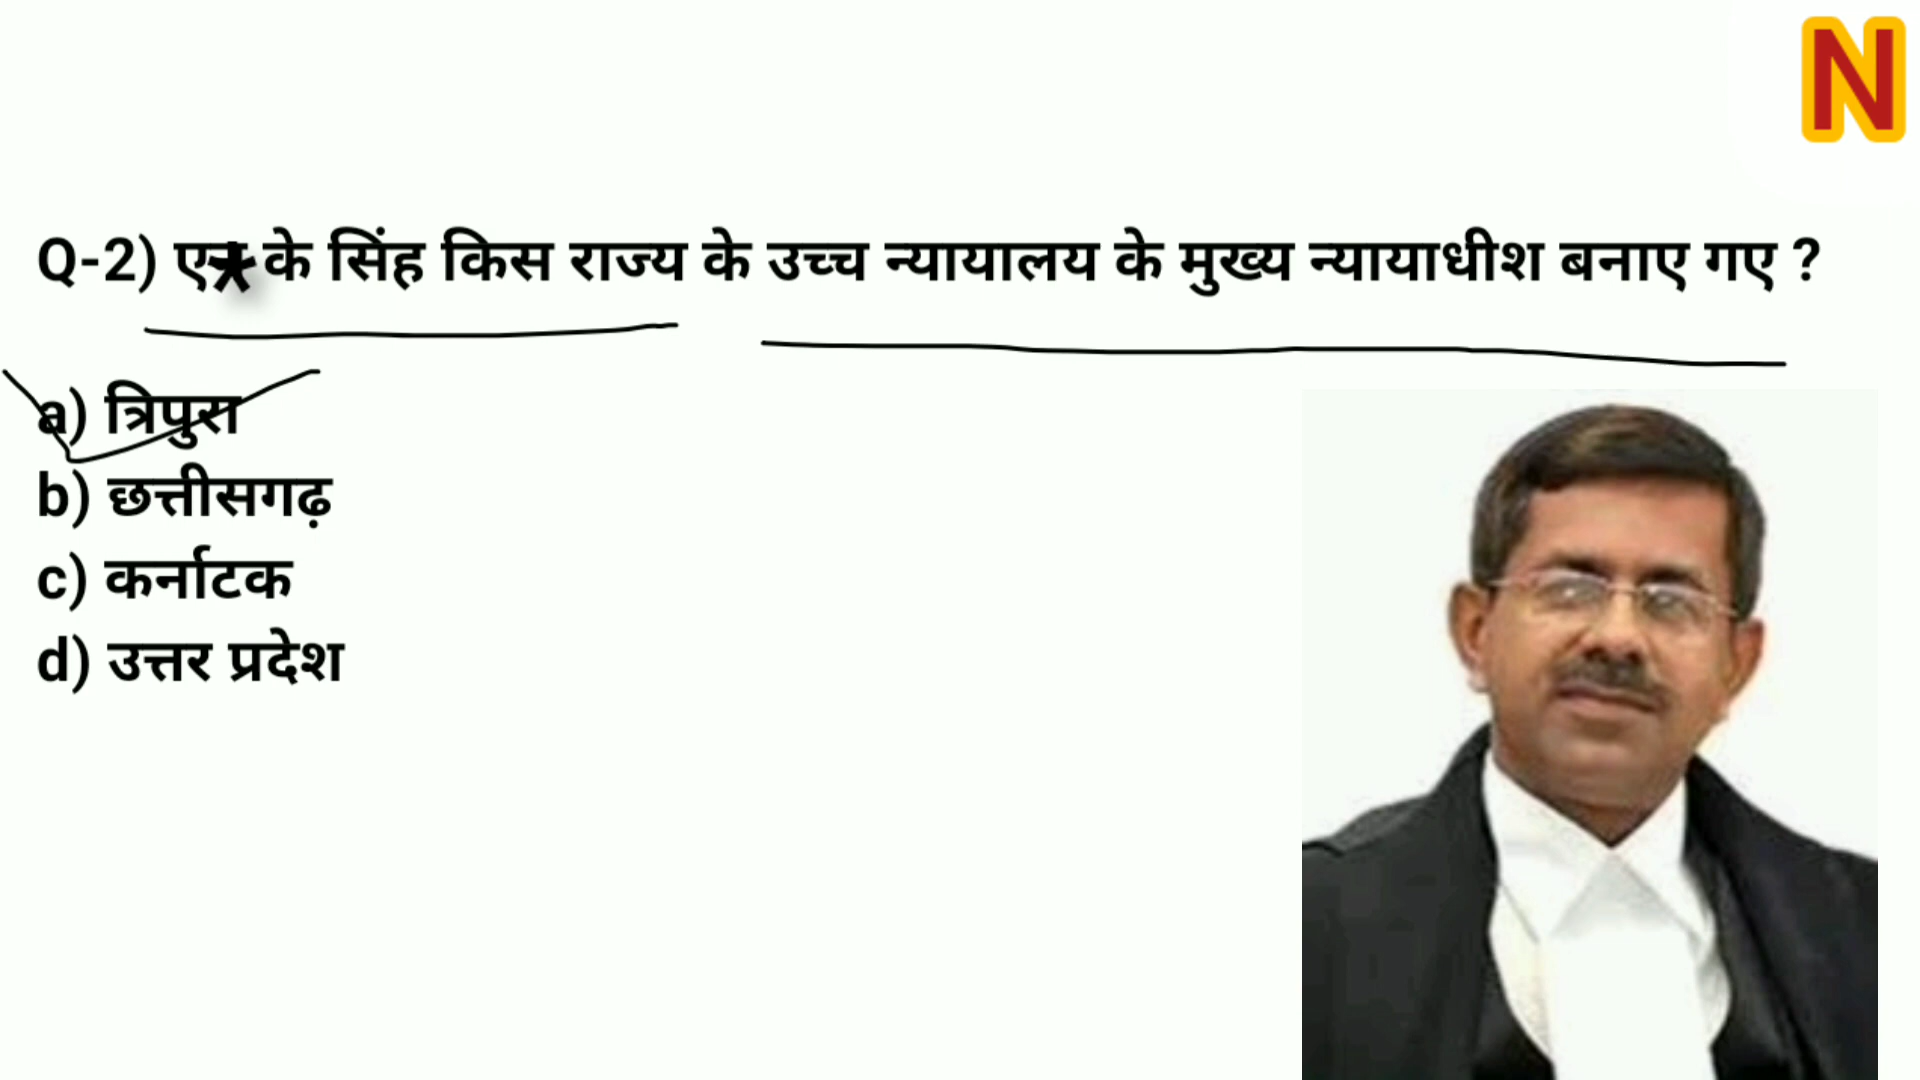 N
Q-2) के सिंह किस राज्य के उच्च न्यायालय के मुख्य न्यायाधीश बनाए गए ?
a) त्रिपुरा
b) छत्तीसगढ़
c) कर्नाटक
d) उत्तर प्रदेश